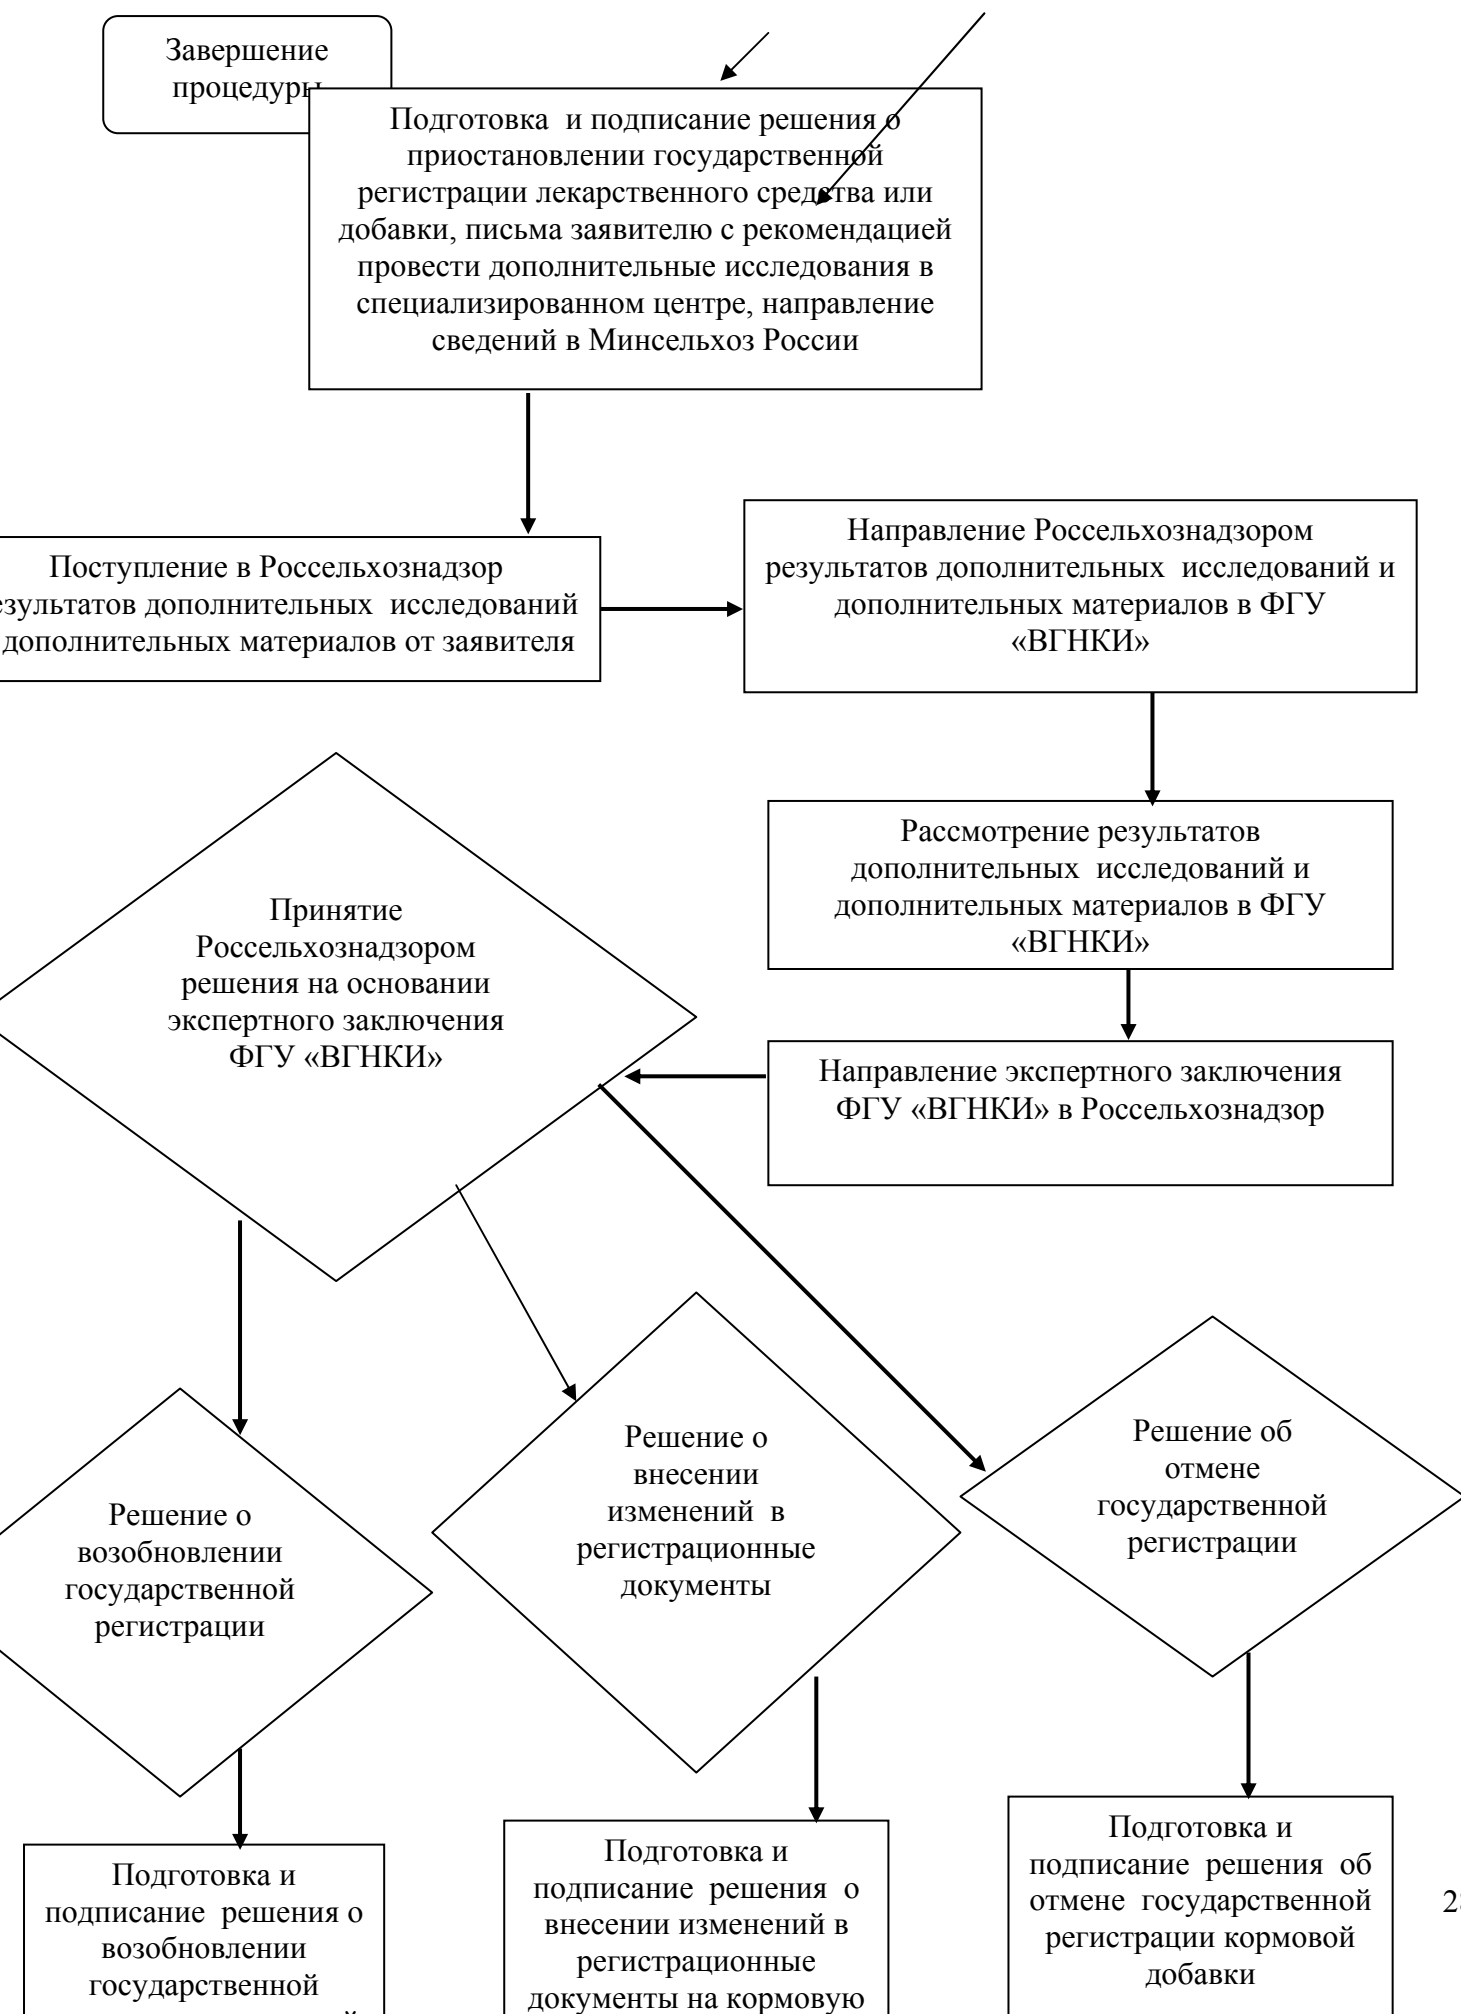 Завершение
процедуры
Подготовка и подписание решения о
приостановлении государственной
регистрации лекарственного средства или
добавки, письма заявителю с рекомендацией
провести дополнительные исследования в
специализированном центре, направление
сведений в Минсельхоз России
Поступление в Россельхознадзор
езультатов дополнительных исследований
дополнительных материалов от заявителя
Направление Россельхознадзором
результатов дополнительных исследований и
дополнительных материалов в ФГУ
«ВГНКИ»
Рассмотрение результатов
дополнительных исследований и
дополнительных материалов в ФГУ
«ВГНКИ»
Принятие
Россельхознадзором
решения на основании
экспертного заключения
ФГУ «ВГНКИ»
Направление экспертного заключения
ФГУ «ВГНКИ» в Россельхознадзор
Решение о
возобновлении
государственной
регистрации
Решение о
внесении
изменений в
регистрационные
документы
Решение об
отмене
государственной
регистрации
Подготовка и
подписание решения о
возобновлении
государственной
Подготовка и
подписание решения о
внесении изменений в
регистрационные
документы на кормовую
Подготовка и
подписание решения об
отмене государственной
регистрации кормовой
добавки